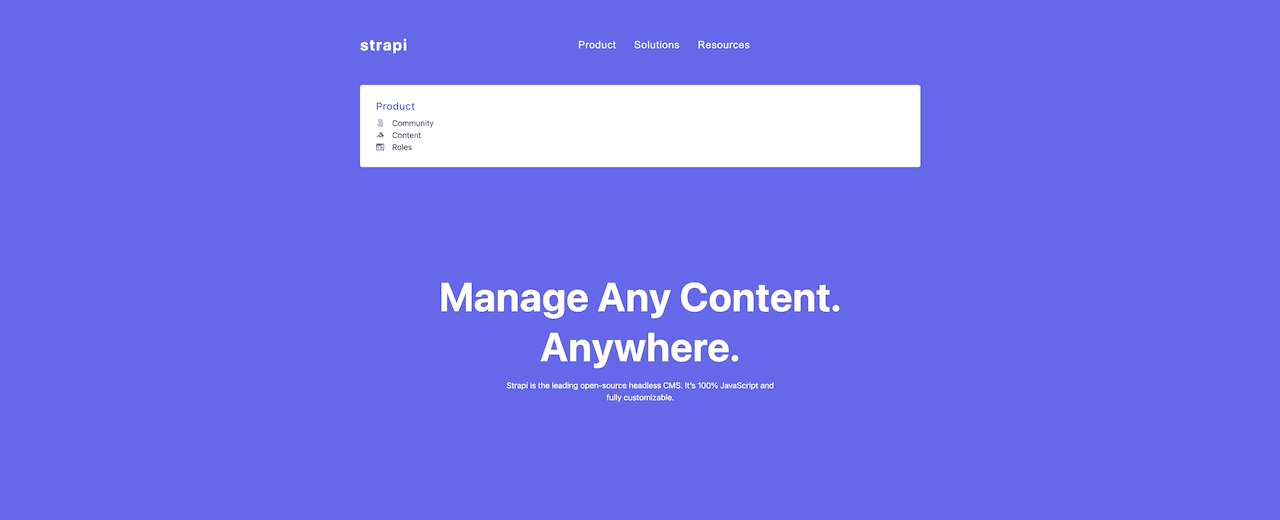 strapi
Product Solutions Resources
Product
Community
Content
Roles
Manage Any Content.
Anywhere.
Strapi is the leading open-source headless CMS. It's 100% JavaScript and
fully customizable.